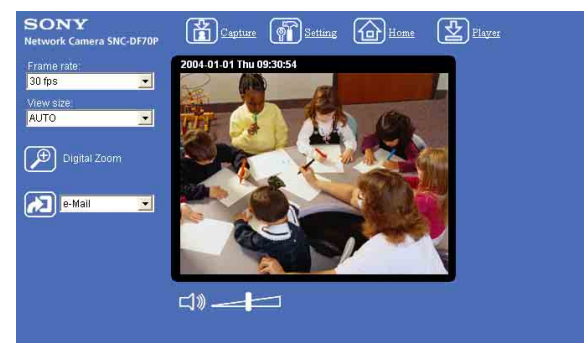 SONY
Network Camera SNC-DF70P
Capture
Setting
Home
Player
Frame rate:
30 fps
View size:
AUTO
Digital Zoom
e-Mail
2004-01-01 Thu 09:30:54